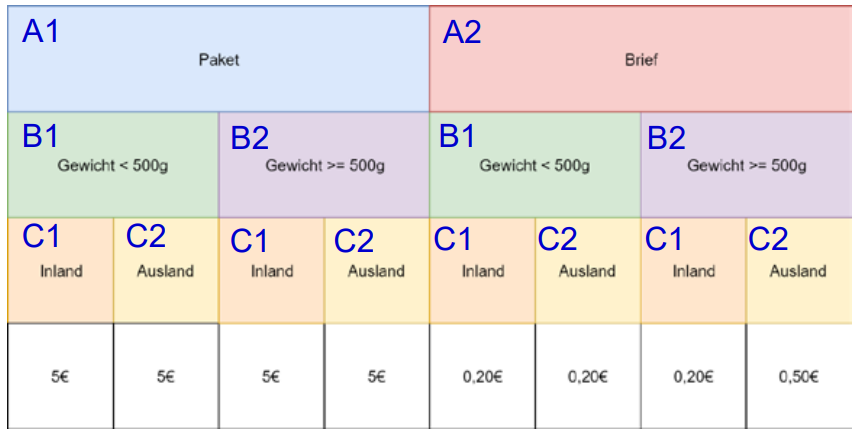 A1
Paket
A2
Brief
B1
Gewicht < 500g
B2
Gewicht >= 500g
B1
Gewicht < 500g
B2
Gewicht >= 500g
C1
Inland
C2
Ausland
C1
Inland
C2
Ausland
C1
Inland
C2
Ausland
C1
Inland
C2
Ausland
5€
5€
5€
5€
0,20€
0,20€
0,20€
0,50€